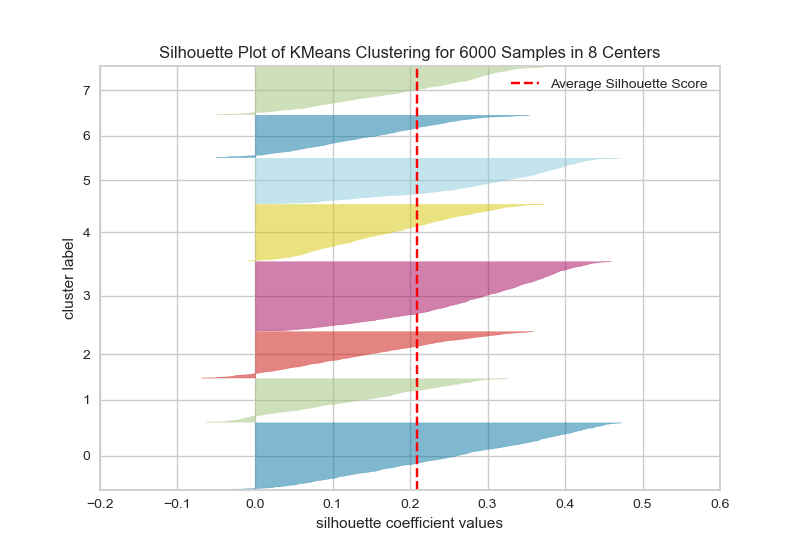 Silhouette Plot of KMeans Clustering for 6000 Samples in 8 Centers
Average Silhouette Score
7
6
5
4
3
2
1
0
cluster label
−0.2 −0.1 0.0 0.1 0.2 0.3 0.4 0.5 0.6
silhouette coefficient values